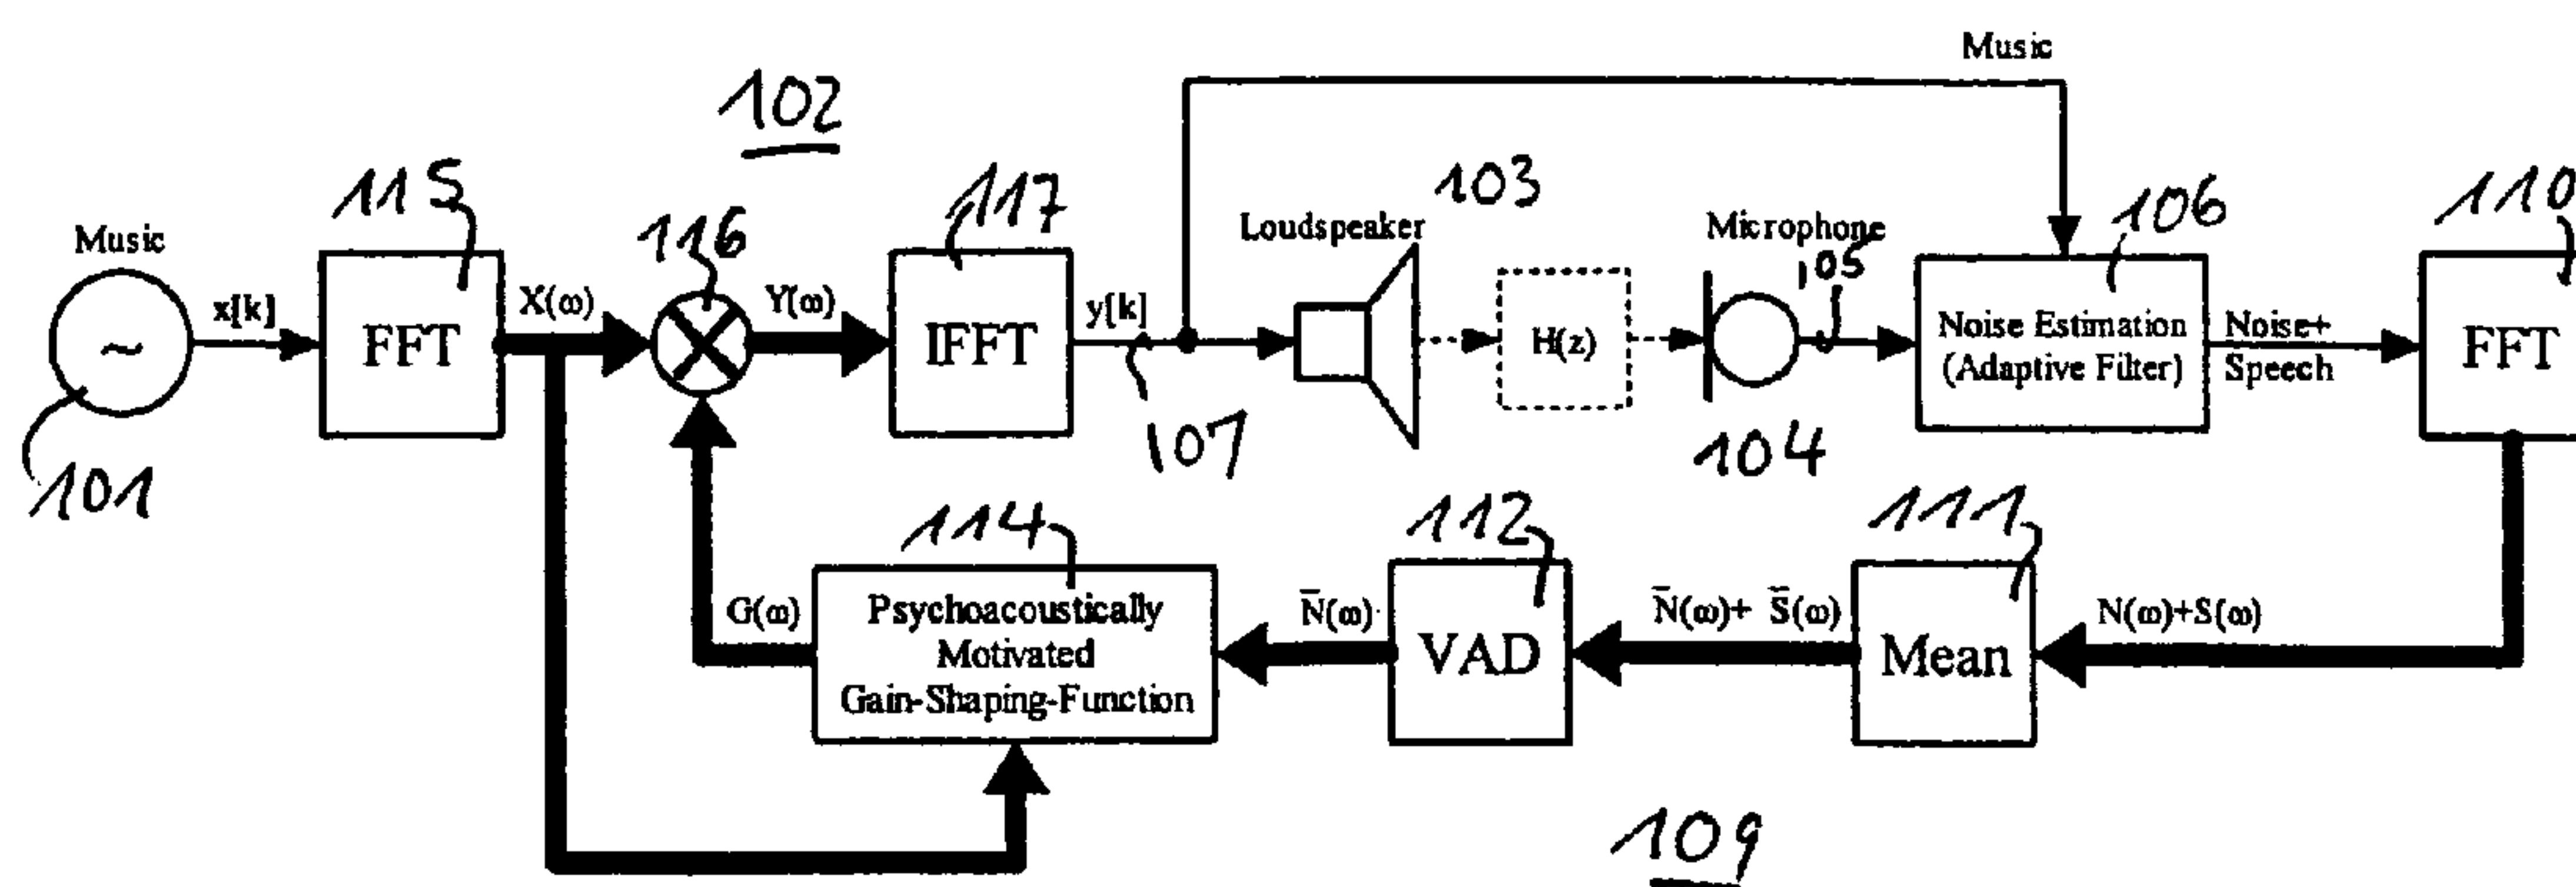 Music
102
115
117
103
106
110
Music
116
Loudspeaker
Microphone
105
x[k]
FFT
X(ω)
Y(ω)
IFFT
y[k]
H(z)
Noise Estimation
(Adaptive Filter)
Noise+
Speech
FFT
~
101
107
104
114
112
111
G(ω)
Psychoacoustically
Motivated
Gain-Shaping-Function
N̄(ω)
VAD
N̄(ω)+ S̄(ω)
Mean
N(ω)+S(ω)
109